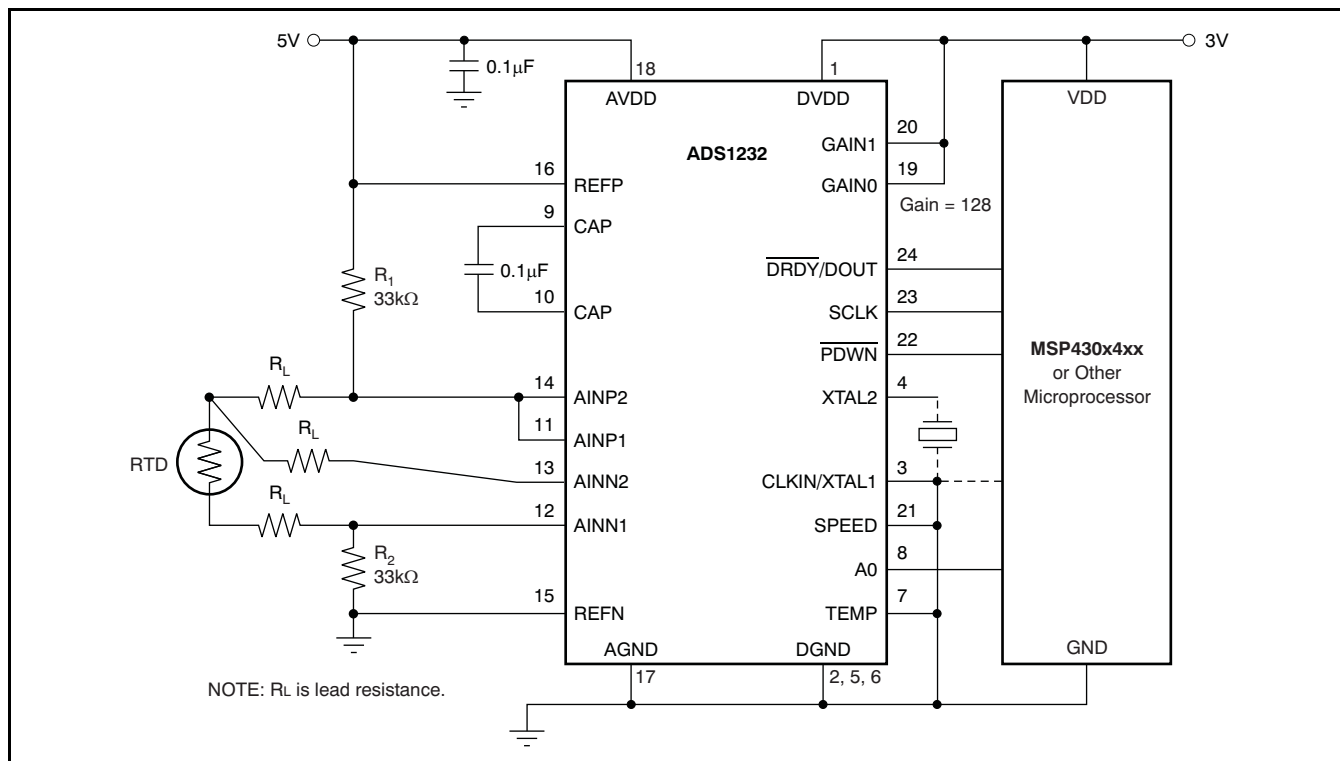 5V
0.1μF
18
AVDD
1
DVDD
3V
VDD
ADS1232
20
GAIN1
19
GAIN0
Gain = 128
16
REFP
9
CAP
0.1μF
10
CAP
R1
33kΩ
24
DRDY/DOUT
23
SCLK
22
PDWN
4
XTAL2
MSP430x4xx
or Other
Microprocessor
RL
14
AINP2
11
AINP1
RL
RTD
13
AINN2
3
CLKIN/XTAL1
RL
12
AINN1
21
SPEED
R2
33kΩ
8
A0
15
REFN
7
TEMP
AGND
17
DGND
2, 5, 6
GND
NOTE: RL is lead resistance.